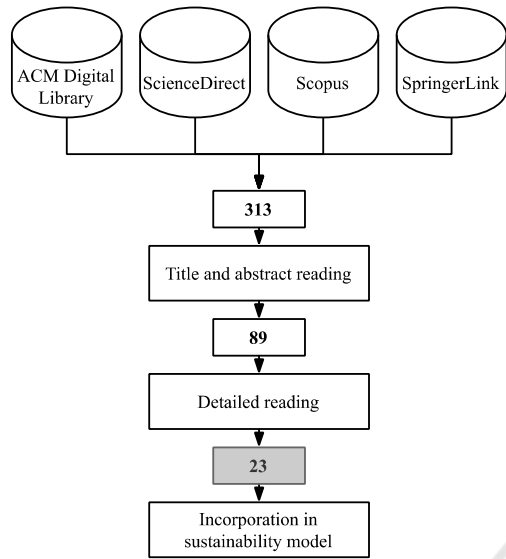 ACM Digital
Library
ScienceDirect
Scopus
SpringerLink
313
Title and abstract reading
89
Detailed reading
23
Incorporation in
sustainability model